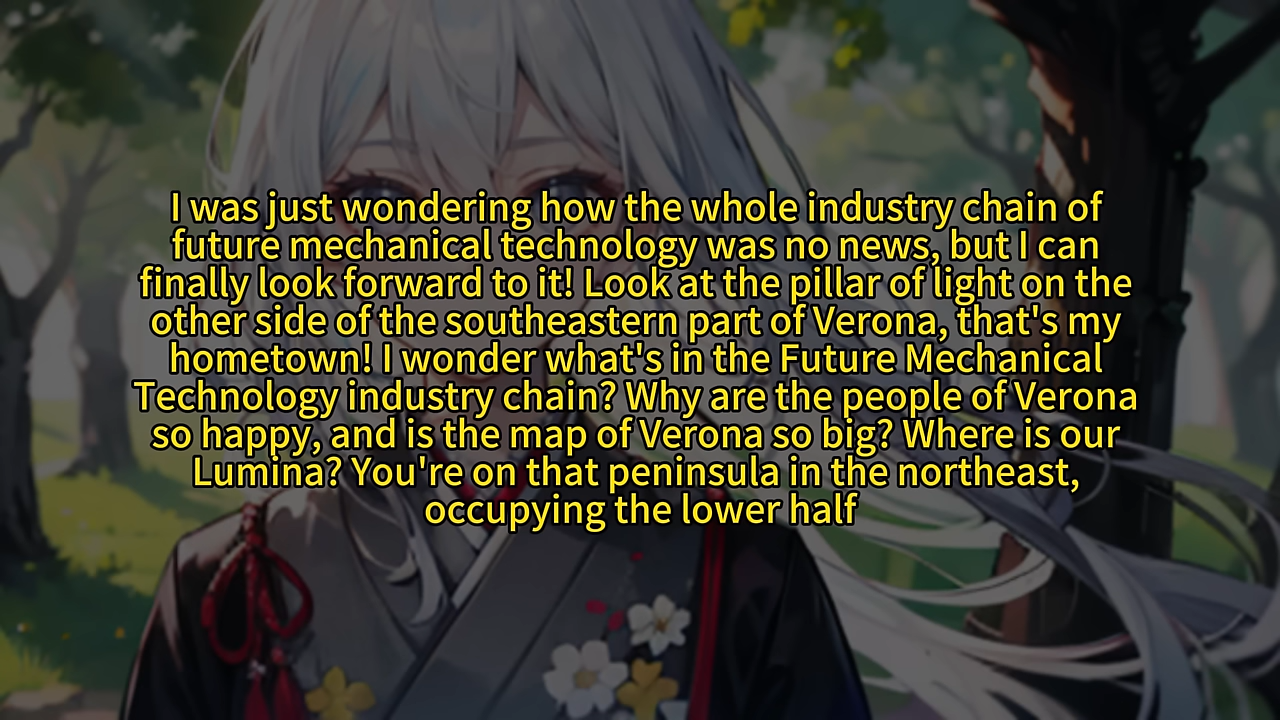 I was just wondering how the whole industry chain of
future mechanical technology was no news, but I can
finally look forward to it! Look at the pillar of light on the
other side of the southeastern part of Verona, that's my
hometown! I wonder what's in the Future Mechanical
Technology industry chain? Why are the people of Verona
so happy, and is the map of Verona so big? Where is our
Lumina? You're on that peninsula in the northeast,
occupying the lower half